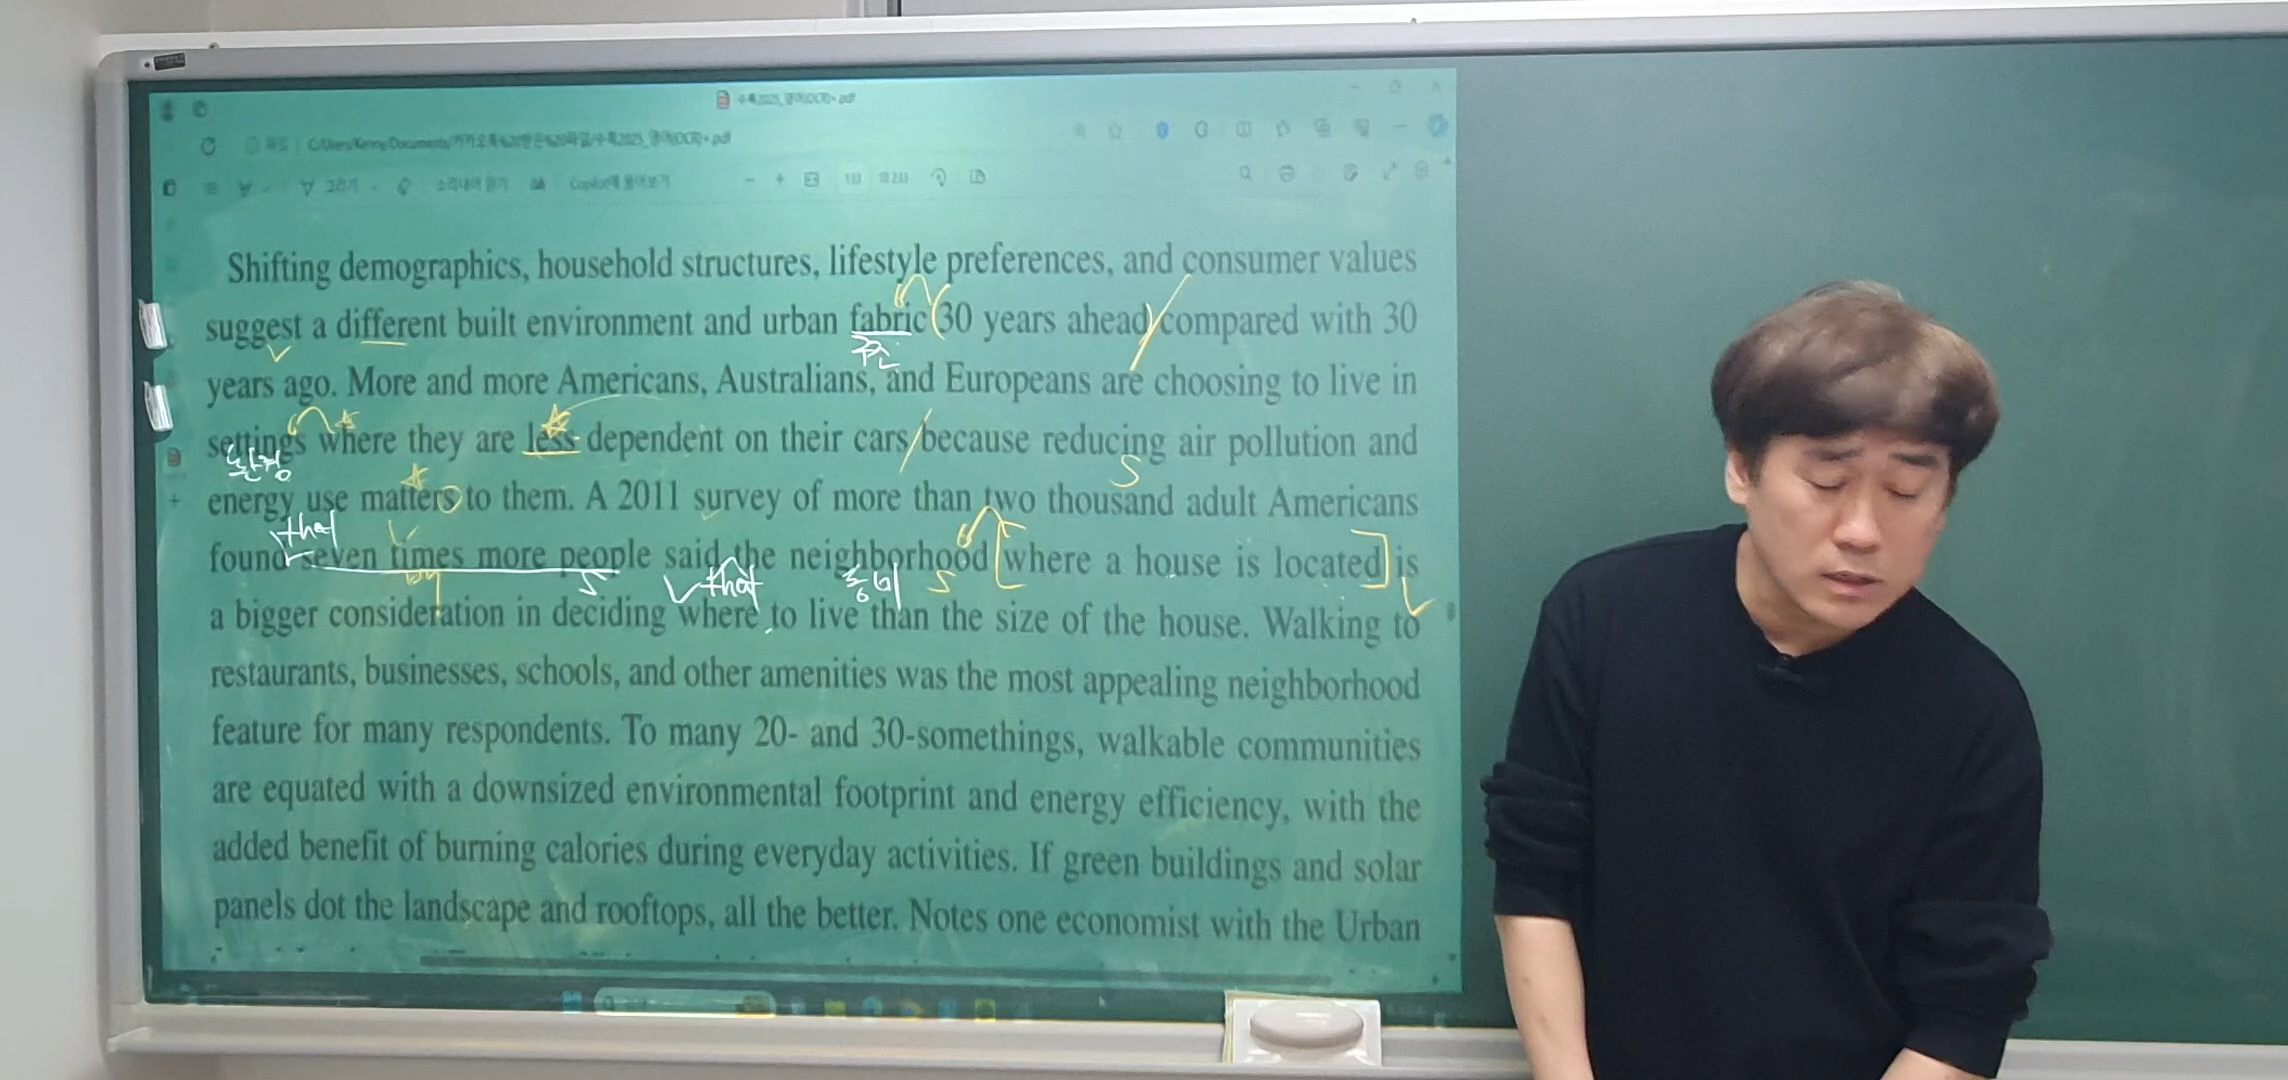 Shifting demographics, household structures, lifestyle preferences, and consumer values
suggest a different built environment and urban fabric (30 years ahead) compared with 30
years ago. More and more Americans, Australians, and Europeans are choosing to live in
settings where they are less dependent on their cars/because reducing air pollution and
환경
S
energy use matters to them. A 2011 survey of more than two thousand adult Americans
that
found seven times more people said the neighborhood [where a house is located] is
S
that
S
a bigger consideration in deciding where to live than the size of the house. Walking to
restaurants, businesses, schools, and other amenities was the most appealing neighborhood
feature for many respondents. To many 20- and 30-somethings, walkable communities
are equated with a downsized environmental footprint and energy efficiency, with the
added benefit of burning calories during everyday activities. If green buildings and solar
panels dot the landscape and rooftops, all the better. Notes one economist with the Urban